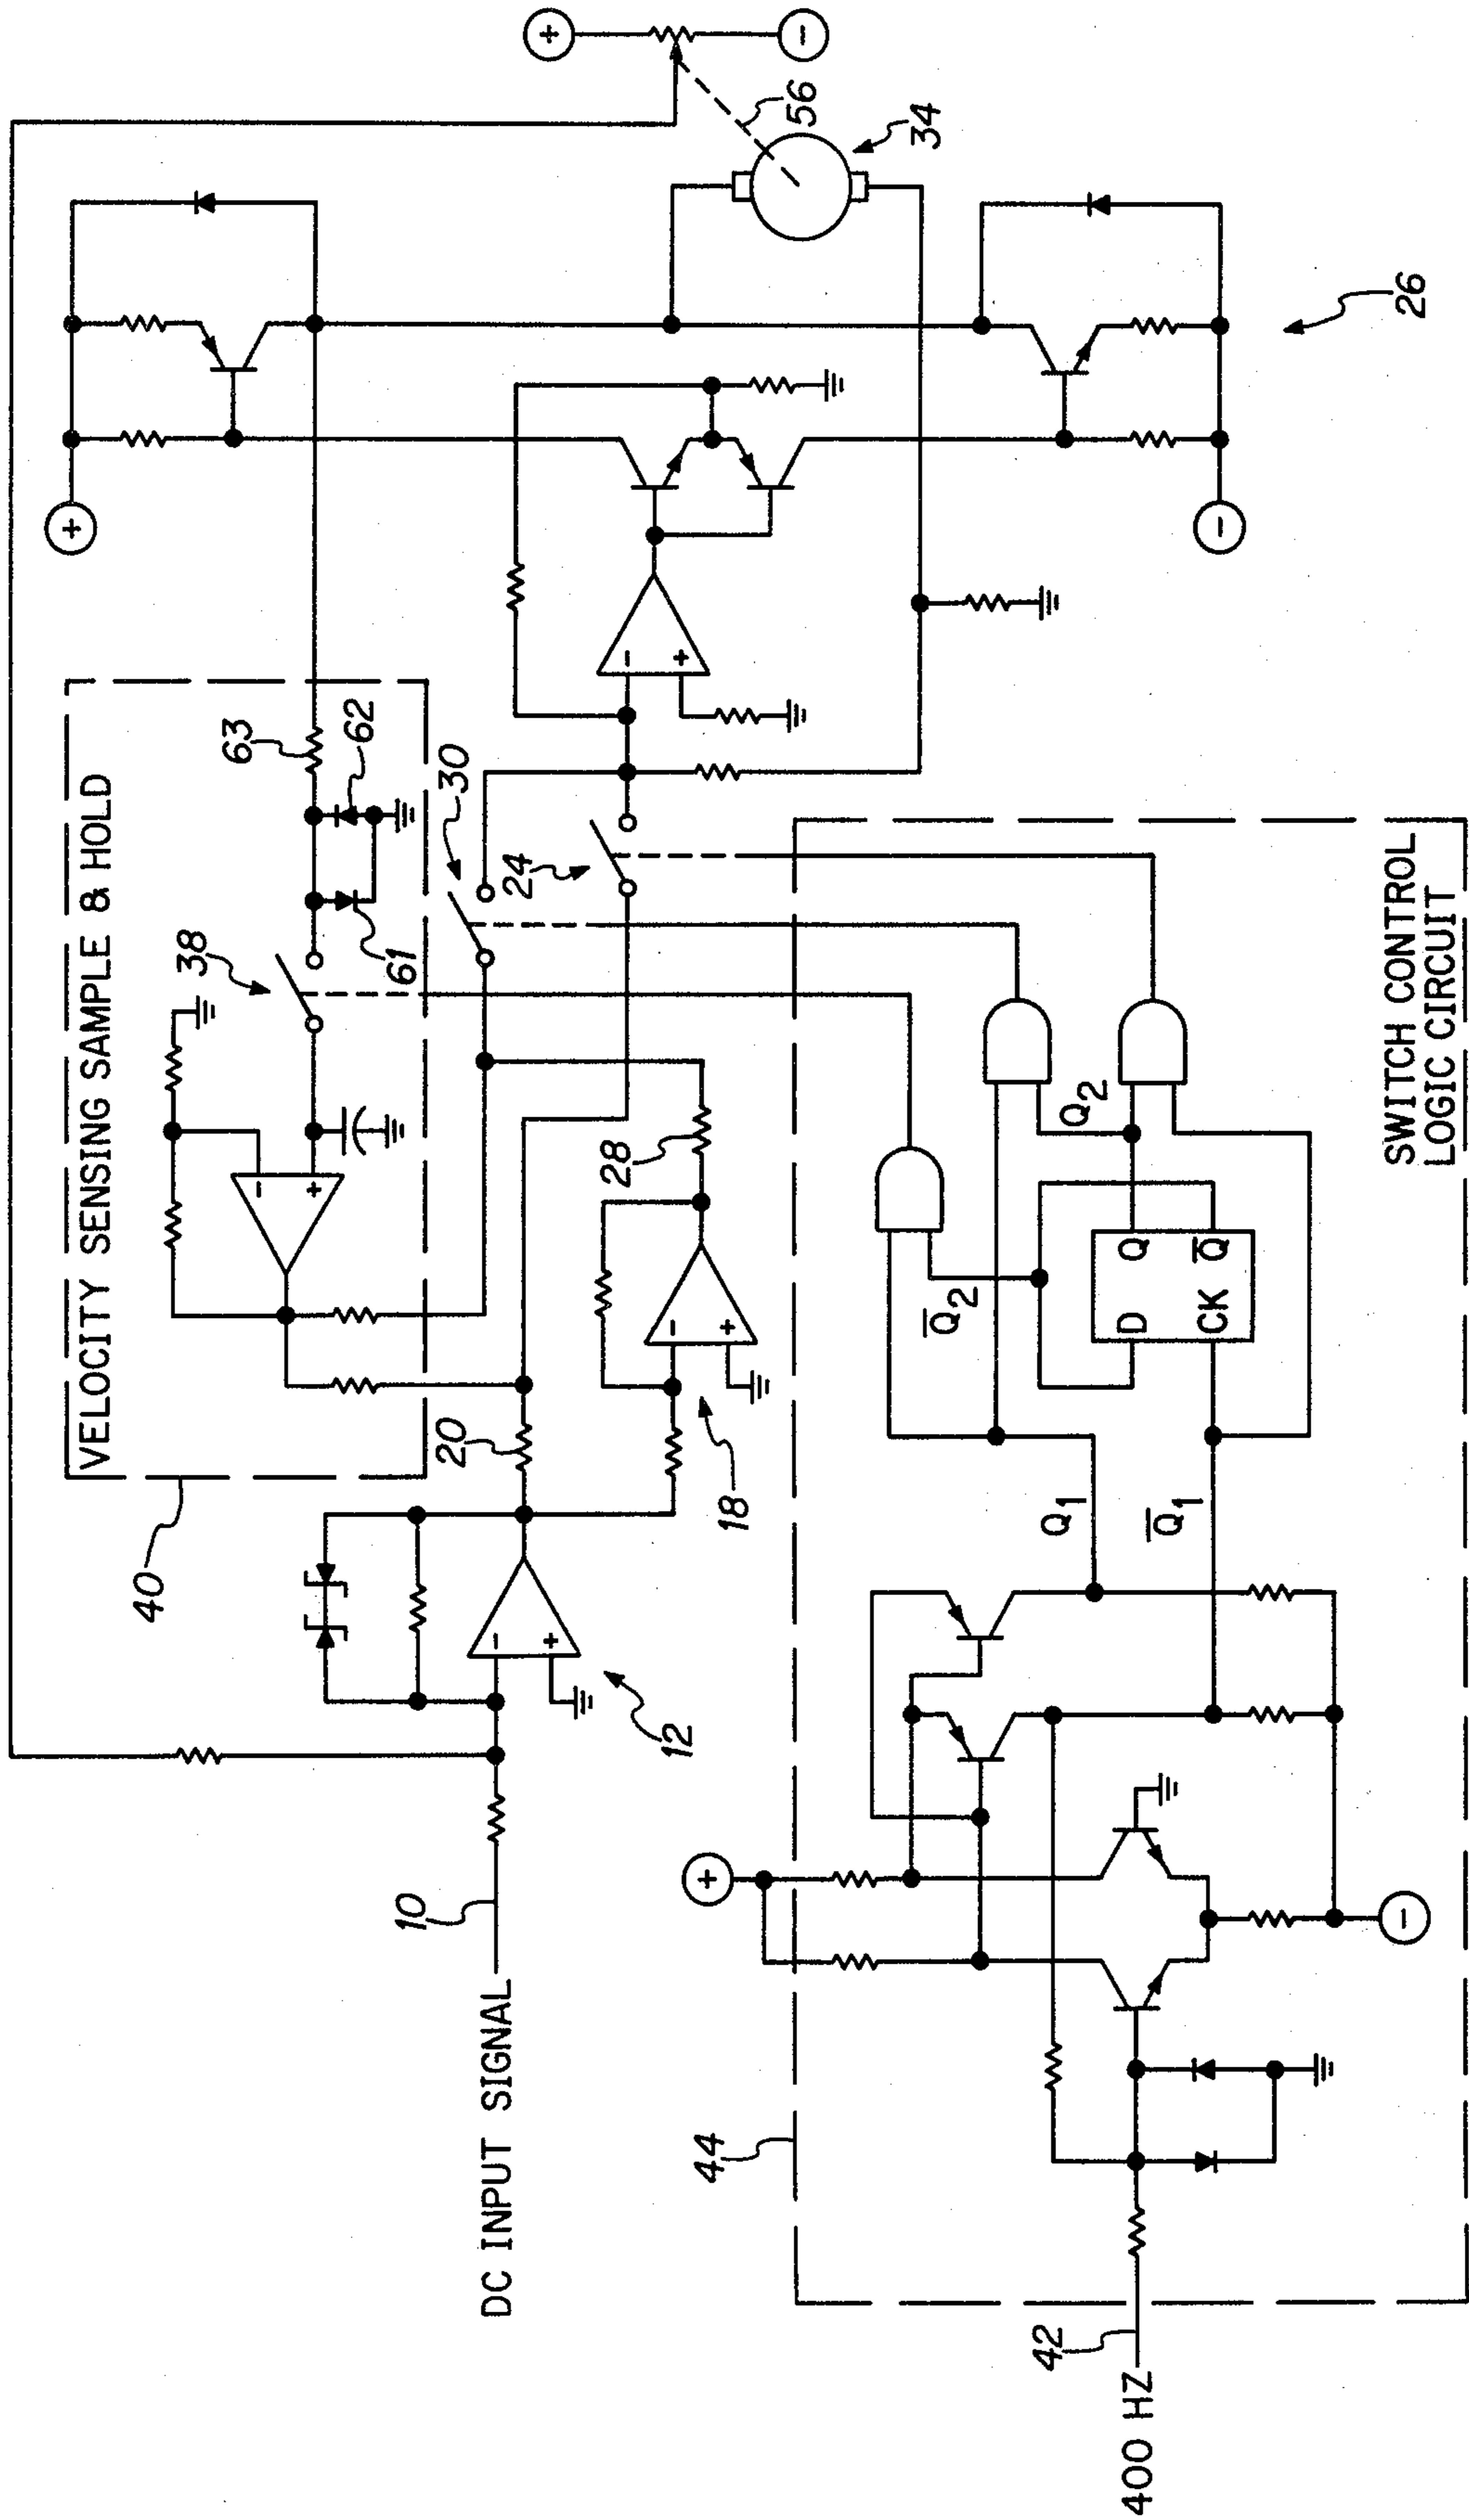 VELOCITY SENSING SAMPLE & HOLD
40
38
63
62
61
30
24
20
28
18
12
10
DC INPUT SIGNAL
56
34
26
+
-
+
-
+
-
-
+
-
+
-
+
-
+
44
SWITCH CONTROL
LOGIC CIRCUIT
Q̅2
Q2
D Q
CK Q̅
Q1
Q̅1
42
400 HZ